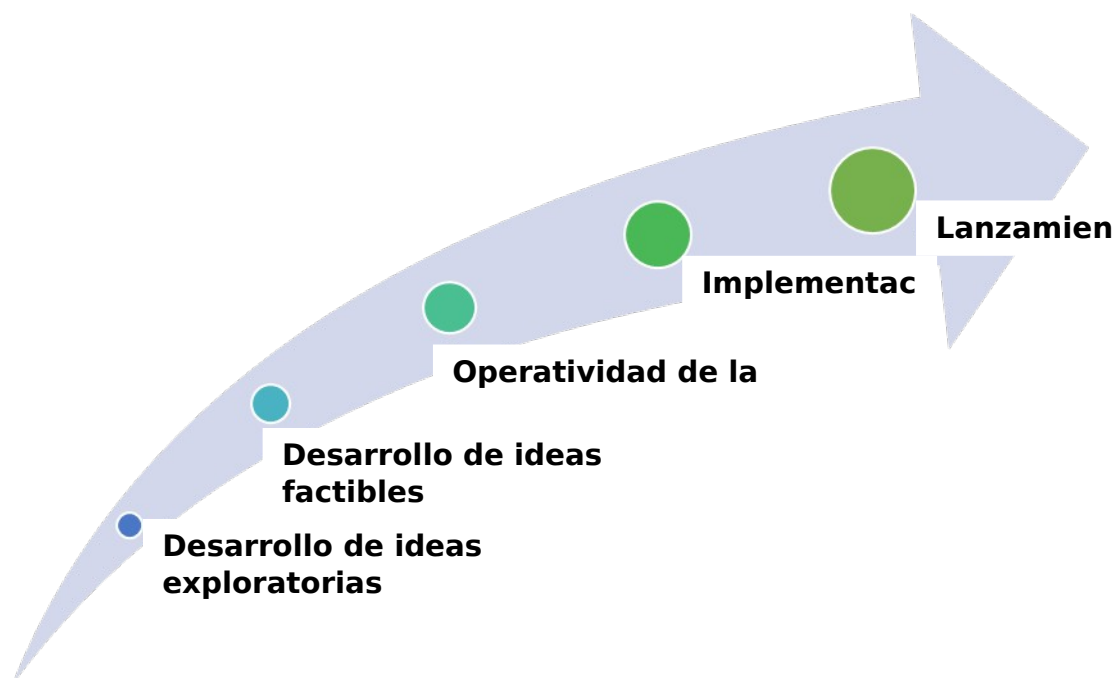 Lanzamien
Implementac
Operatividad de la
Desarrollo de ideas
factibles
Desarrollo de ideas
exploratorias